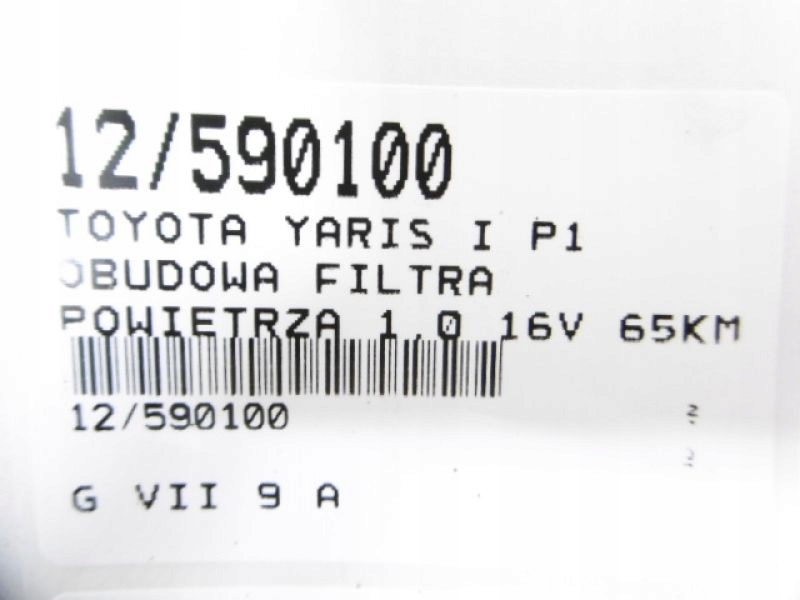 12/590100
TOYOTA YARIS I P1
OBUDOWA FILTRA
POWIETRZA 1.0 16V 65KM
12/590100
G VII 9 A